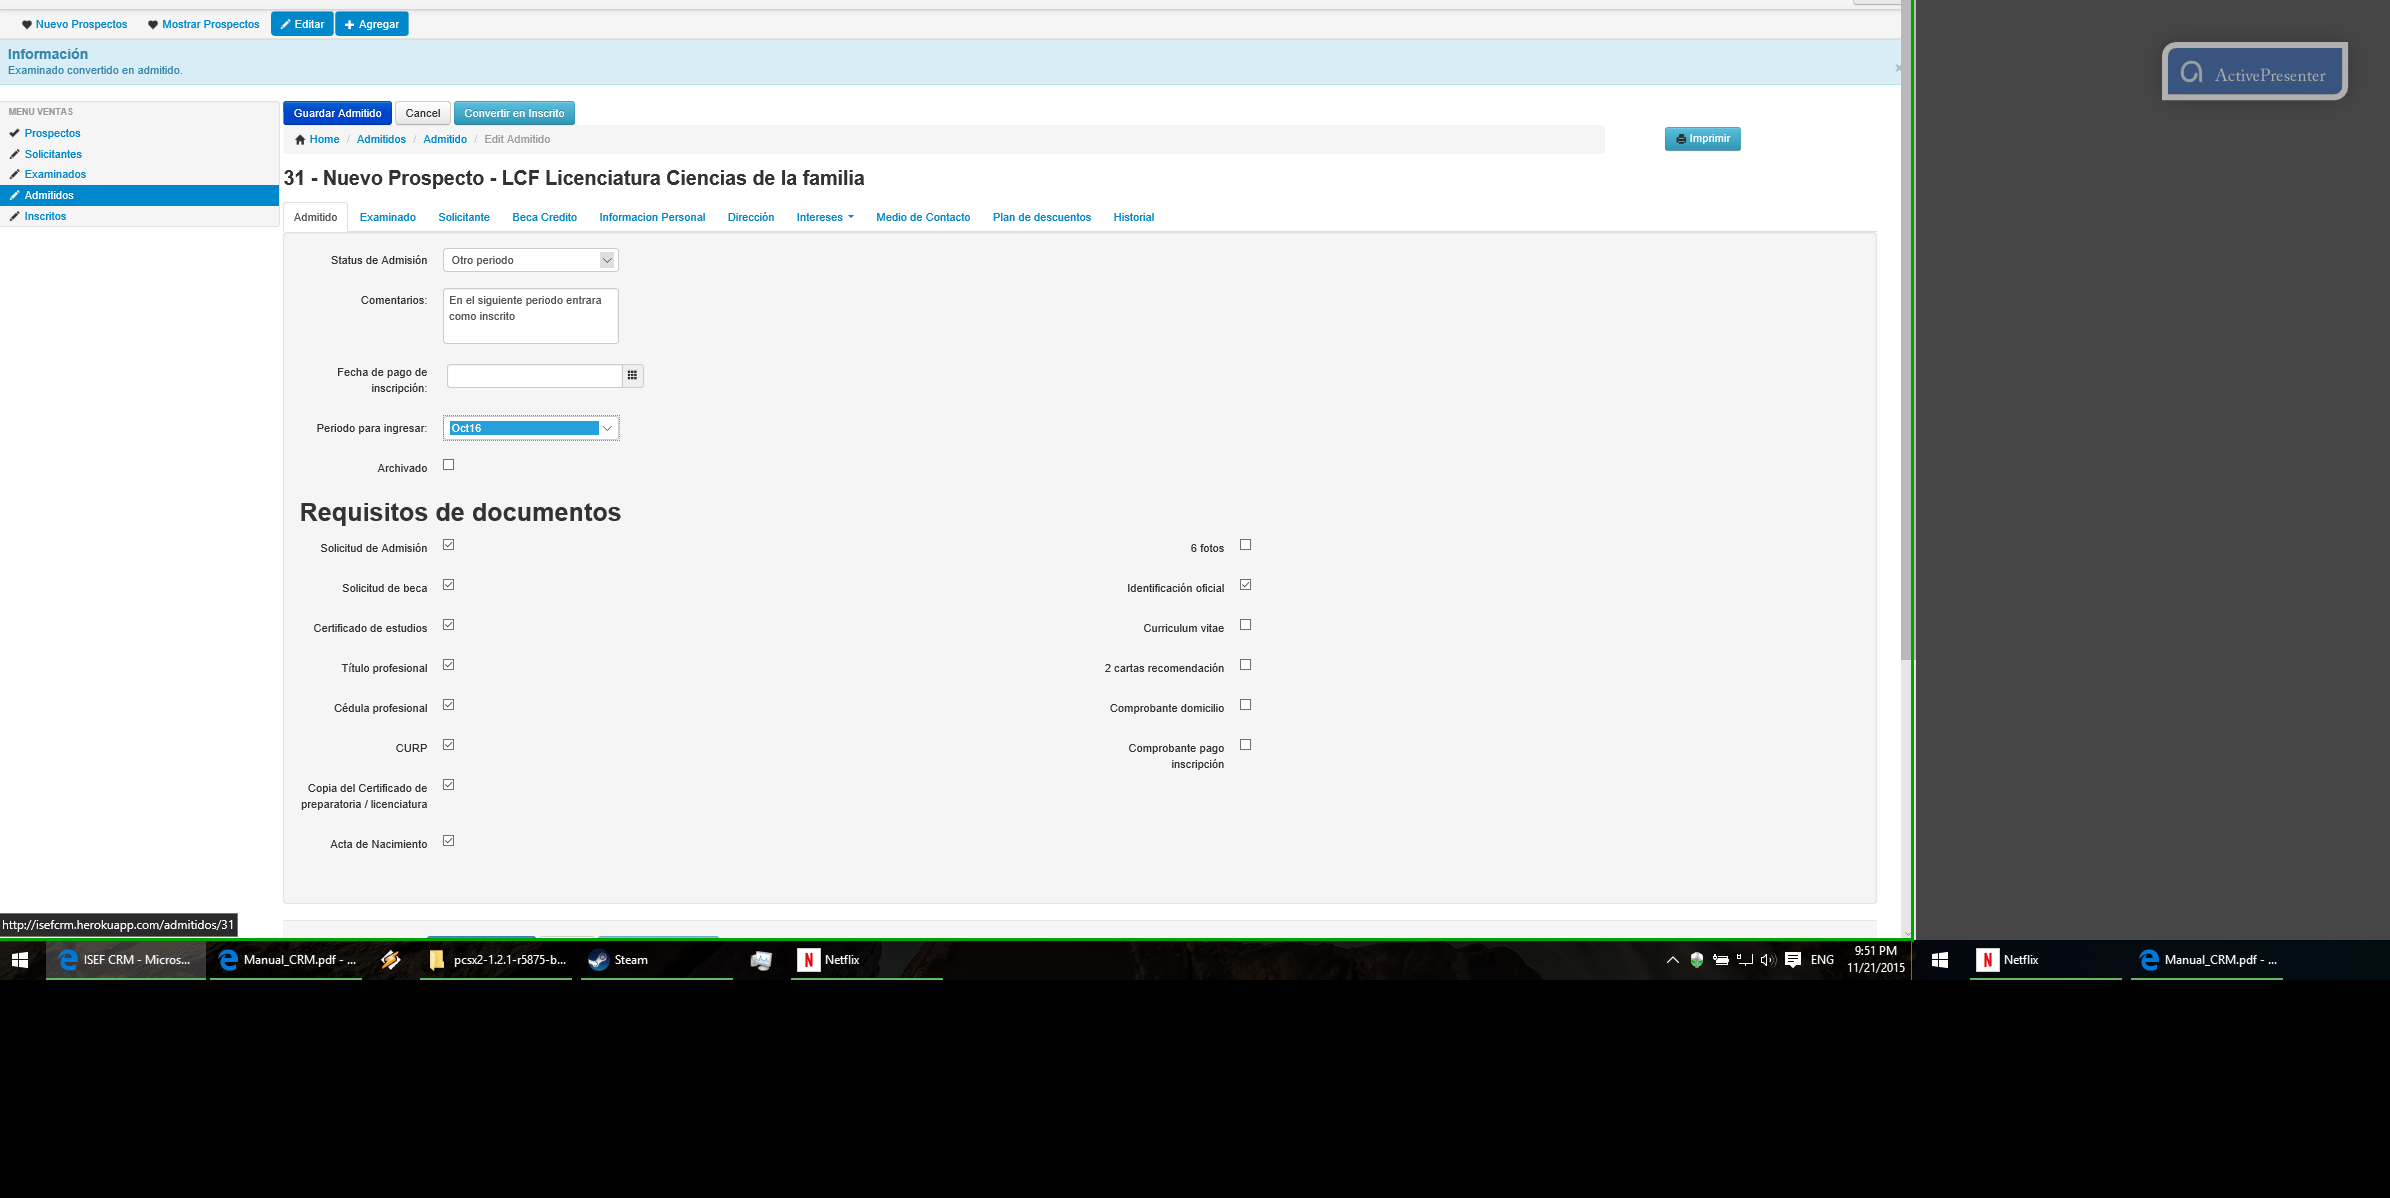 Nuevo Prospectos Mostrar Prospectos Editar Agregar
Información
Examinado convertido en admitido.
ActivePresenter
MENU VENTAS
Prospectos
Solicitantes
Examinados
Admitidos
Inscritos
Guardar Admitido Cancel Convertir en Inscrito
Home / Admitidos / Admitido / Edit Admitido
Imprimir
31 - Nuevo Prospecto - LCF Licenciatura Ciencias de la familia
Admitido Examinado Solicitante Beca Credito Informacion Personal Dirección Intereses Medio de Contacto Plan de descuentos Historial
Status de Admisión Otro periodo
Comentarios: En el siguiente periodo entrara
como inscrito
Fecha de pago de
inscripción:
Periodo para ingresar: Oct16
Archivado
Requisitos de documentos
Solicitud de Admisión 6 fotos
Solicitud de beca Identificación oficial
Certificado de estudios Curriculum vitae
Título profesional 2 cartas recomendación
Cédula profesional Comprobante domicilio
CURP Comprobante pago
inscripción
Copia del Certificado de
preparatoria / licenciatura
Acta de Nacimiento
http://isefcrm.herokuapp.com/admitidos/31
ISEF CRM - Micros... Manual_CRM.pdf - ... pcsx2-1.2.1-r5875-b... Steam Netflix ENG 9:51 PM
11/21/2015
Netflix Manual_CRM.pdf - ...